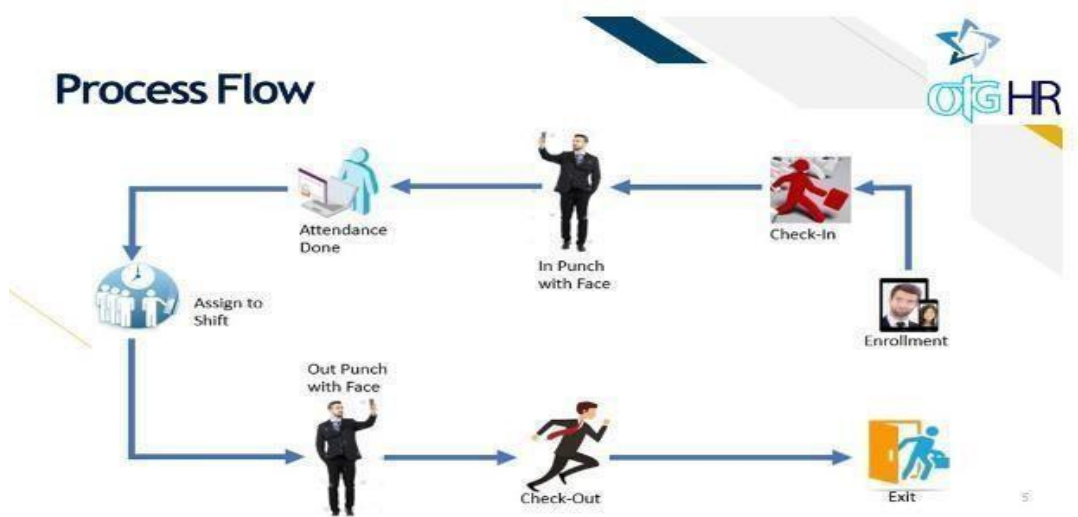 Process Flow
OTG HR
Attendance
Done
In Punch
with Face
Check-In
Assign to
Shift
Enrollment
Out Punch
with Face
Check-Out
Exit
5